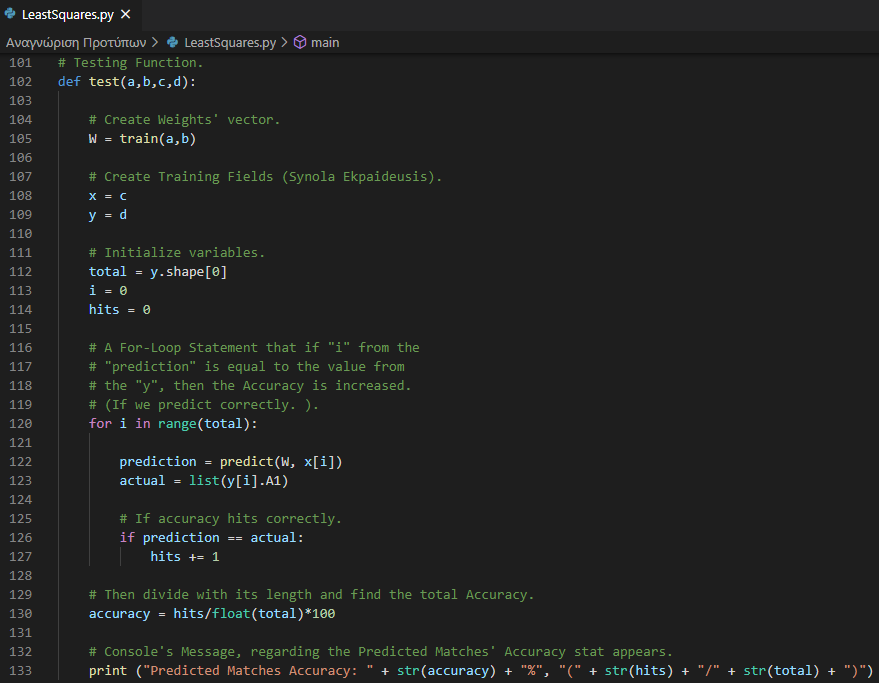 LeastSquares.py ×
Αναγνώριση Προτύπων > LeastSquares.py > main
101 # Testing Function.
102 def test(a,b,c,d):
103
104 # Create Weights' vector.
105 W = train(a,b)
106
107 # Create Training Fields (Synola Ekpaideusis).
108 x = c
109 y = d
110
111 # Initialize variables.
112 total = y.shape[0]
113 i = 0
114 hits = 0
115
116 # A For-Loop Statement that if "i" from the
117 # "prediction" is equal to the value from
118 # the "y", then the Accuracy is increased.
119 # (If we predict correctly. ).
120 for i in range(total):
121
122 prediction = predict(W, x[i])
123 actual = list(y[i].A1)
124
125 # If accuracy hits correctly.
126 if prediction == actual:
127 hits += 1
128
129 # Then divide with its length and find the total Accuracy.
130 accuracy = hits/float(total)*100
131
132 # Console's Message, regarding the Predicted Matches' Accuracy stat appears.
133 print ("Predicted Matches Accuracy: " + str(accuracy) + "%", "(" + str(hits) + "/" + str(total) + ")")